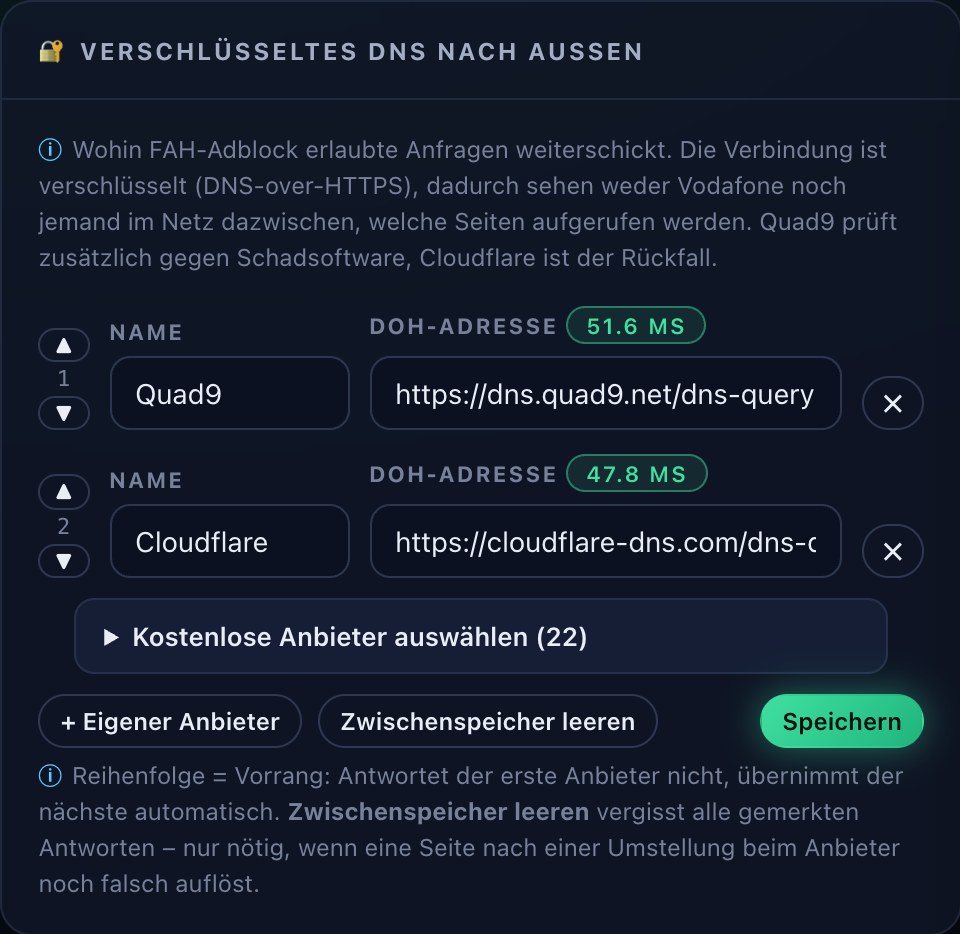 VERSCHLÜSSELTES DNS NACH AUSSEN
Wohin FAH-Adblock erlaubte Anfragen weiterschickt. Die Verbindung ist
verschlüsselt (DNS-over-HTTPS), dadurch sehen weder Vodafone noch
jemand im Netz dazwischen, welche Seiten aufgerufen werden. Quad9 prüft
zusätzlich gegen Schadsoftware, Cloudflare ist der Rückfall.
NAME
DOH-ADRESSE 51.6 MS
1
Quad9
https://dns.quad9.net/dns-query
NAME
DOH-ADRESSE 47.8 MS
2
Cloudflare
https://cloudflare-dns.com/dns-
Kostenlose Anbieter auswählen (22)
+ Eigener Anbieter
Zwischenspeicher leeren
Speichern
Reihenfolge = Vorrang: Antwortet der erste Anbieter nicht, übernimmt der
nächste automatisch. Zwischenspeicher leeren vergisst alle gemerkten
Antworten – nur nötig, wenn eine Seite nach einer Umstellung beim Anbieter
noch falsch auflöst.